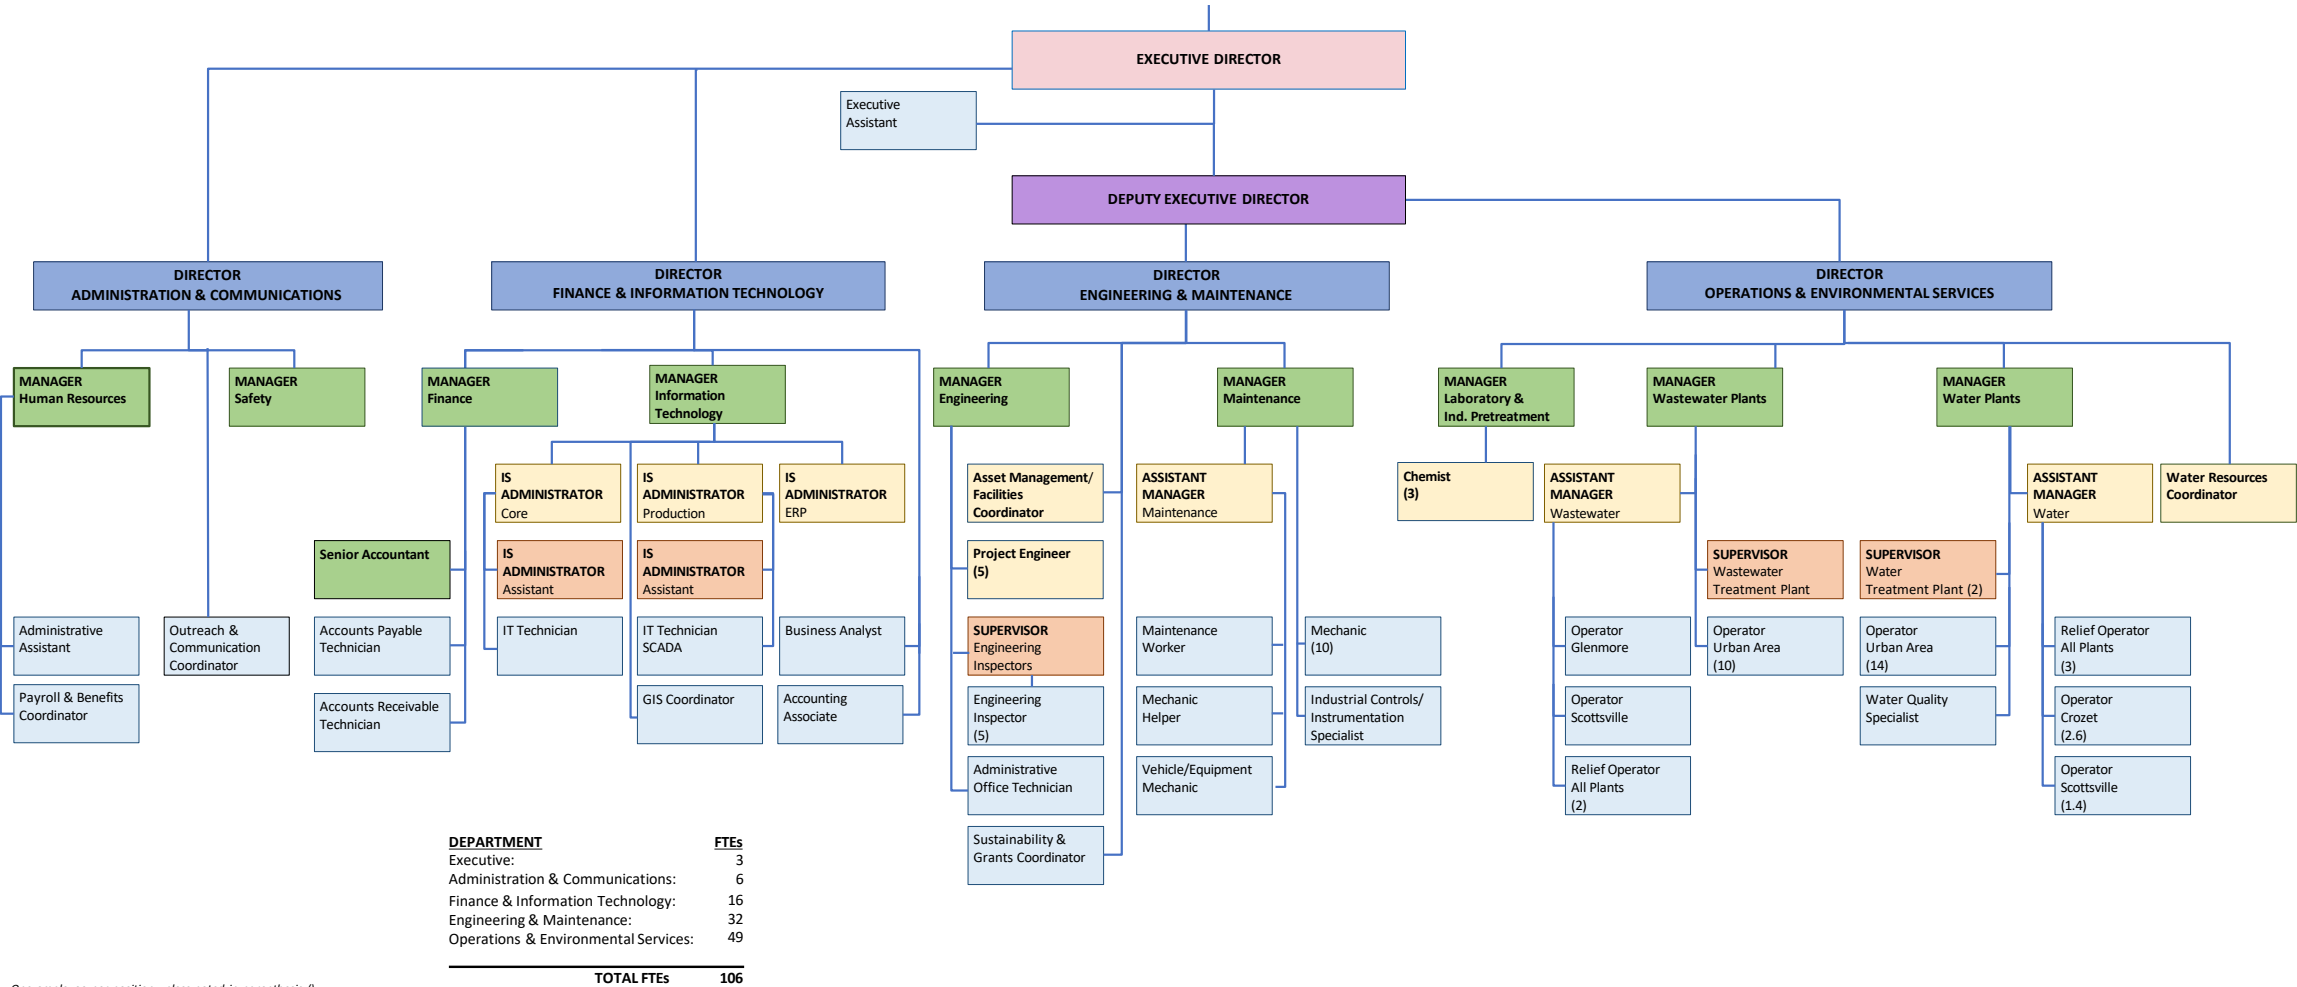 EXECUTIVE DIRECTOR
Executive
Assistant
DEPUTY EXECUTIVE DIRECTOR
DIRECTOR
ADMINISTRATION & COMMUNICATIONS
DIRECTOR
FINANCE & INFORMATION TECHNOLOGY
DIRECTOR
ENGINEERING & MAINTENANCE
DIRECTOR
OPERATIONS & ENVIRONMENTAL SERVICES
MANAGER
Human Resources
MANAGER
Safety
MANAGER
Finance
MANAGER
Information
Technology
MANAGER
Engineering
MANAGER
Maintenance
MANAGER
Laboratory &
Ind. Pretreatment
MANAGER
Wastewater Plants
MANAGER
Water Plants
IS
ADMINISTRATOR
Core
IS
ADMINISTRATOR
Production
IS
ADMINISTRATOR
ERP
Asset Management/
Facilities
Coordinator
ASSISTANT
MANAGER
Maintenance
Chemist
(3)
ASSISTANT
MANAGER
Wastewater
ASSISTANT
MANAGER
Water
Water Resources
Coordinator
Senior Accountant
IS
ADMINISTRATOR
Assistant
IS
ADMINISTRATOR
Assistant
Project Engineer
(5)
SUPERVISOR
Wastewater
Treatment Plant
SUPERVISOR
Water
Treatment Plant (2)
Administrative
Assistant
Outreach &
Communication
Coordinator
Accounts Payable
Technician
IT Technician
IT Technician
SCADA
Business Analyst
SUPERVISOR
Engineering
Inspectors
Maintenance
Worker
Mechanic
(10)
Operator
Glenmore
Operator
Urban Area
(10)
Operator
Urban Area
(14)
Relief Operator
All Plants
(3)
Payroll & Benefits
Coordinator
Accounts Receivable
Technician
GIS Coordinator
Accounting
Associate
Engineering
Inspector
(5)
Mechanic
Helper
Industrial Controls/
Instrumentation
Specialist
Operator
Scottsville
Water Quality
Specialist
Operator
Crozet
(2.6)
Administrative
Office Technician
Vehicle/Equipment
Mechanic
Relief Operator
All Plants
(2)
Operator
Scottsville
(1.4)
Sustainability &
Grants Coordinator
DEPARTMENT FTEs
Executive: 3
Administration & Communications: 6
Finance & Information Technology: 16
Engineering & Maintenance: 32
Operations & Environmental Services: 49
TOTAL FTEs 106